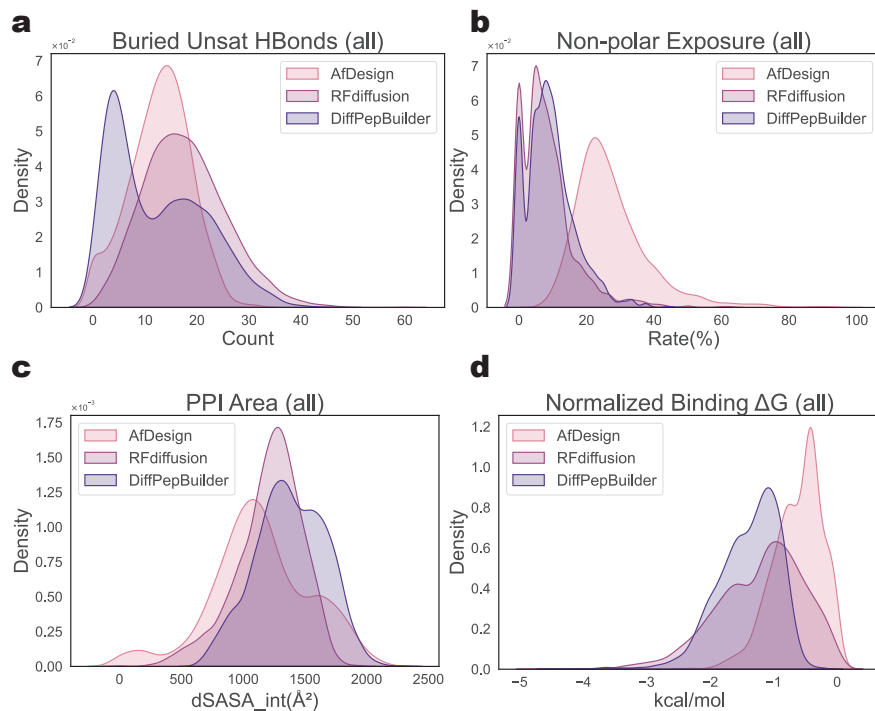 a
Buried Unsat HBonds (all)
×10⁻²
7
6
5
4
3
2
1
0
Density
AfDesign
RFdiffusion
DiffPepBuilder
0 10 20 30 40 50 60
Count
b
Non-polar Exposure (all)
×10⁻²
7
6
5
4
3
2
1
0
Density
AfDesign
RFdiffusion
DiffPepBuilder
0 20 40 60 80 100
Rate(%)
c
PPI Area (all)
×10⁻³
1.75
1.50
1.25
1.00
0.75
0.50
0.25
0.00
Density
AfDesign
RFdiffusion
DiffPepBuilder
0 500 1000 1500 2000 2500
dSASA_int(Å²)
d
Normalized Binding ΔG (all)
1.2
1.0
0.8
0.6
0.4
0.2
0.0
Density
AfDesign
RFdiffusion
DiffPepBuilder
−5 −4 −3 −2 −1 0
kcal/mol